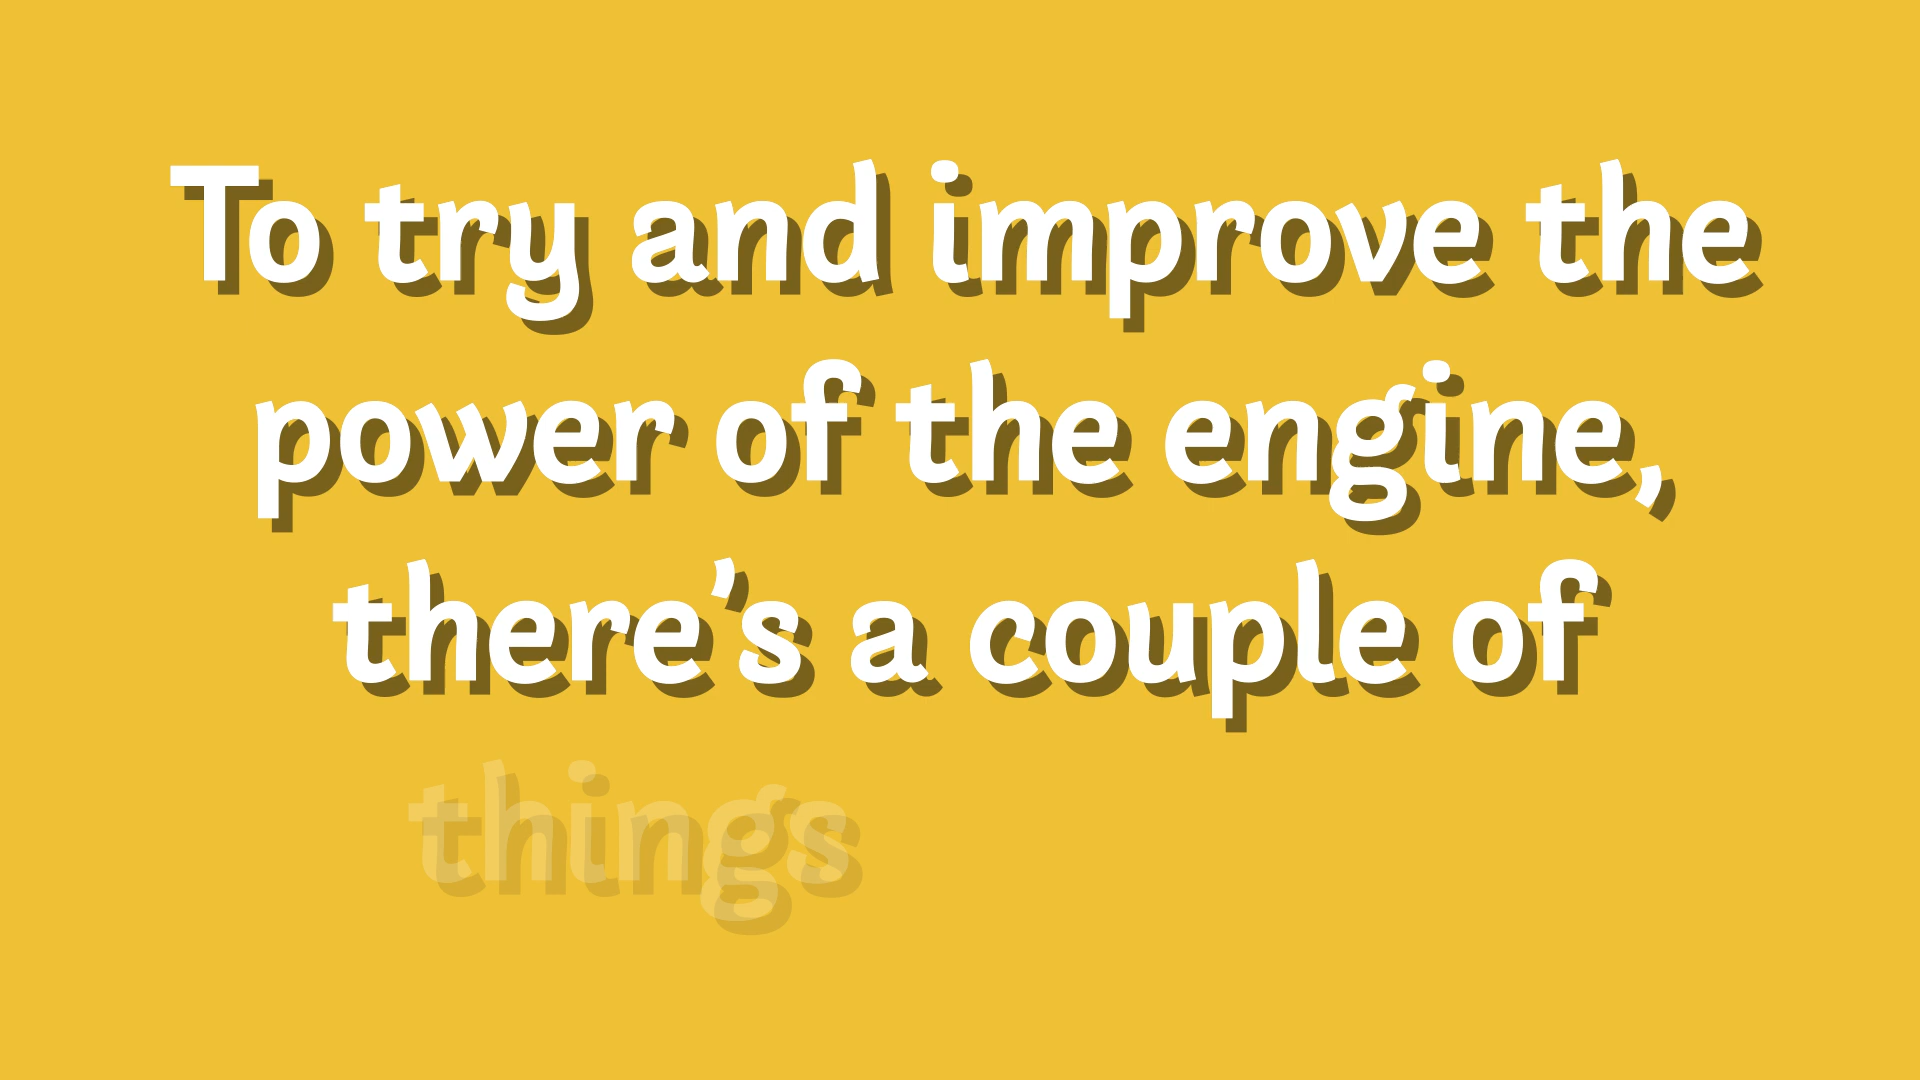 To try and improve the
power of the engine,
there’s a couple of
things